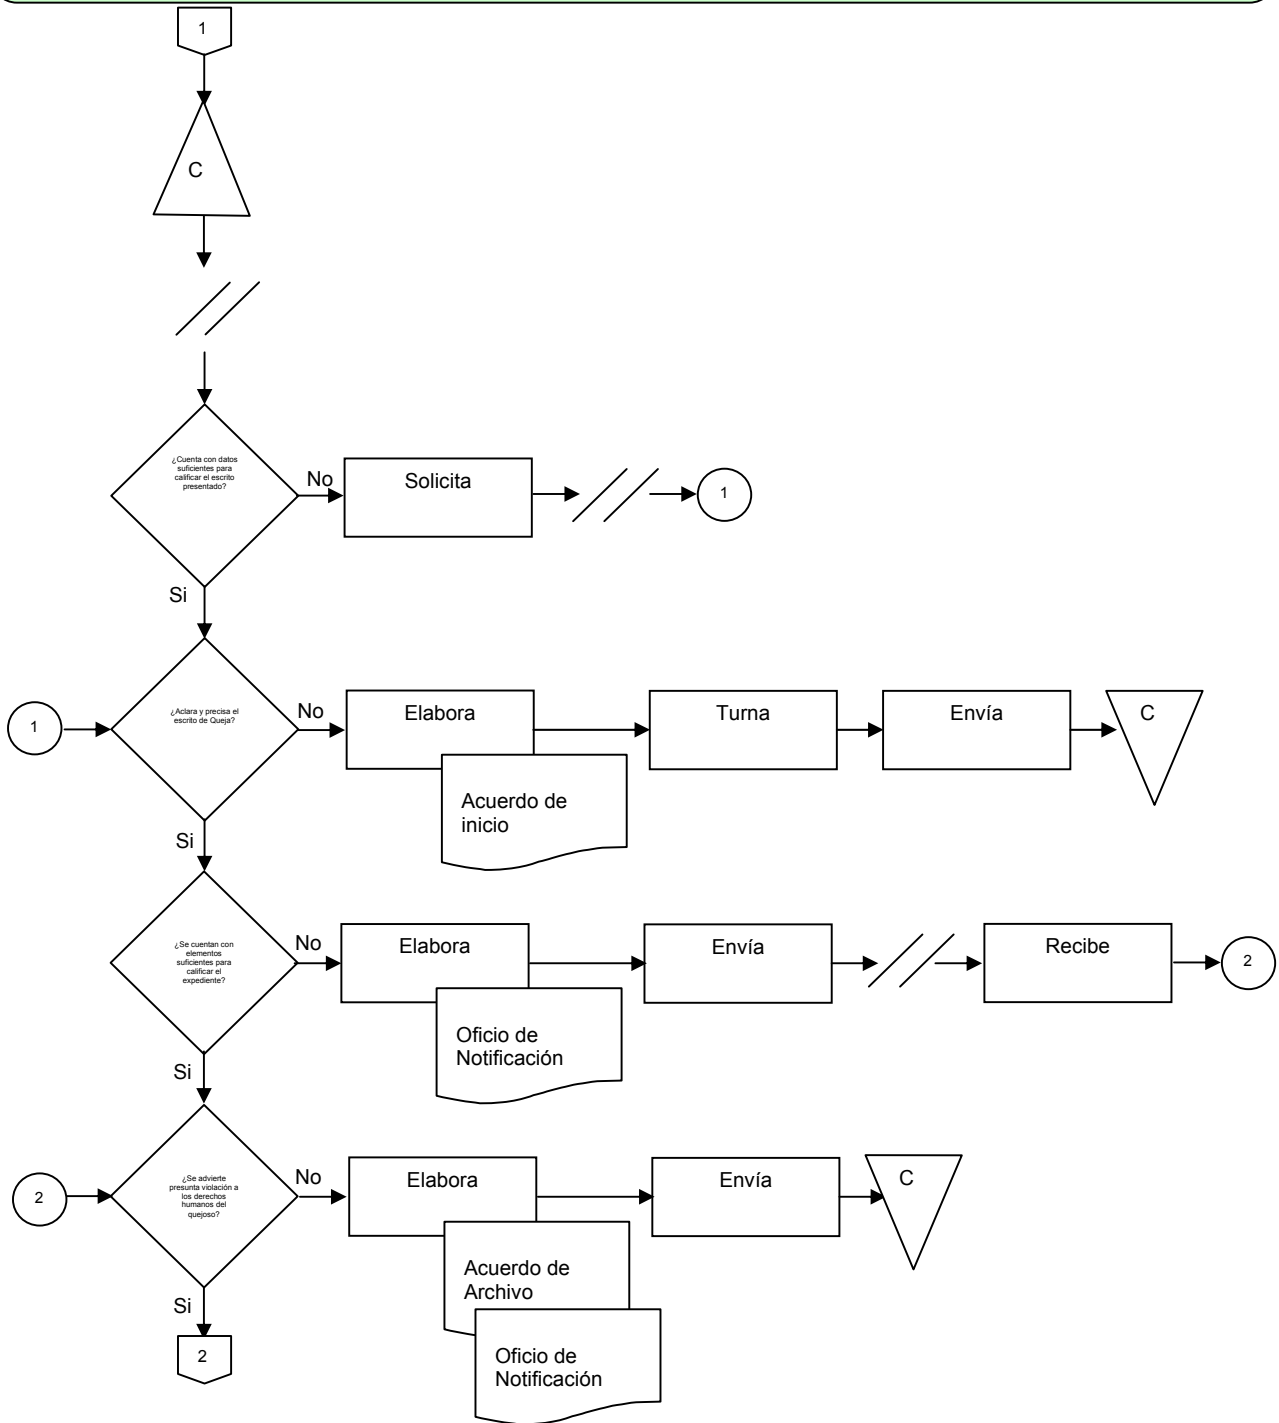 1
C
¿Cuenta con datos
suficientes para
calificar el escrito
presentado?
No
Solicita
1
Si
1
¿Aclara y precisa el
escrito de Queja?
No
Elabora
Turna
Envía
C
Acuerdo de
inicio
Si
¿Se cuentan con
elementos
suficientes para
calificar el
expediente?
No
Elabora
Envía
Recibe
2
Oficio de
Notificación
Si
2
¿Se advierte
presunta violación a
los derechos
humanos del
quejoso?
No
Elabora
Envía
C
Acuerdo de
Archivo
Oficio de
Notificación
Si
2